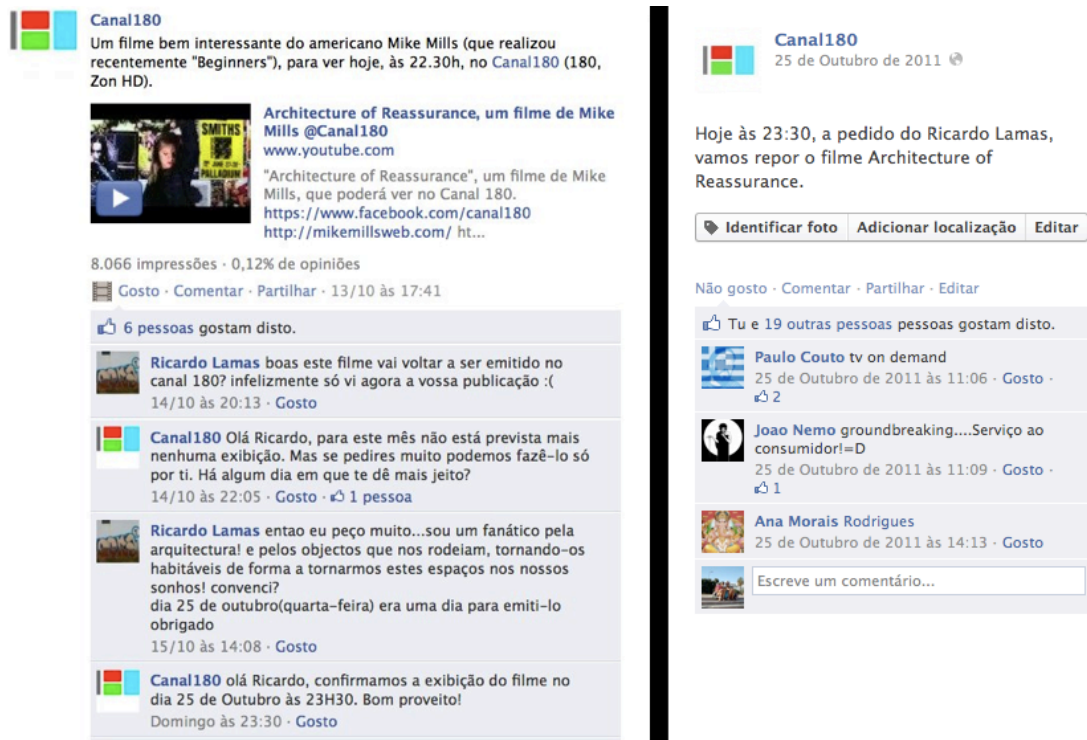 Canal180
Um filme bem interessante do americano Mike Mills (que realizou
recentemente "Beginners"), para ver hoje, às 22.30h, no Canal180 (180,
Zon HD).
SMITHS
PALLADIUM
Architecture of Reassurance, um filme de Mike
Mills @Canal180
www.youtube.com
"Architecture of Reassurance", um filme de Mike
Mills, que poderá ver no Canal 180.
https://www.facebook.com/canal180
http://mikemillsweb.com/ ht...
8.066 impressões · 0,12% de opiniões
Gosto · Comentar · Partilhar · 13/10 às 17:41
6 pessoas gostam disto.
Ricardo Lamas boas este filme vai voltar a ser emitido no
canal 180? infelizmente só vi agora a vossa publicação :(
14/10 às 20:13 · Gosto
Canal180 Olá Ricardo, para este mês não está prevista mais
nenhuma exibição. Mas se pedires muito podemos fazê-lo só
por ti. Há algum dia em que te dê mais jeito?
14/10 às 22:05 · Gosto · 1 pessoa
Ricardo Lamas entao eu peço muito...sou um fanático pela
arquitectura! e pelos objectos que nos rodeiam, tornando-os
habitáveis de forma a tornarmos estes espaços nos nossos
sonhos! convenci?
dia 25 de outubro(quarta-feira) era uma dia para emiti-lo
obrigado
15/10 às 14:08 · Gosto
Canal180 olá Ricardo, confirmamos a exibição do filme no
dia 25 de Outubro às 23H30. Bom proveito!
Domingo às 23:30 · Gosto
Canal180
25 de Outubro de 2011
Hoje às 23:30, a pedido do Ricardo Lamas,
vamos repor o filme Architecture of
Reassurance.
Identificar foto Adicionar localização Editar
Não gosto · Comentar · Partilhar · Editar
Tu e 19 outras pessoas pessoas gostam disto.
Paulo Couto tv on demand
25 de Outubro de 2011 às 11:06 · Gosto ·
2
Joao Nemo groundbreaking....Serviço ao
consumidor!=D
25 de Outubro de 2011 às 11:09 · Gosto ·
1
Ana Morais Rodrigues
25 de Outubro de 2011 às 14:13 · Gosto
Escreve um comentário...